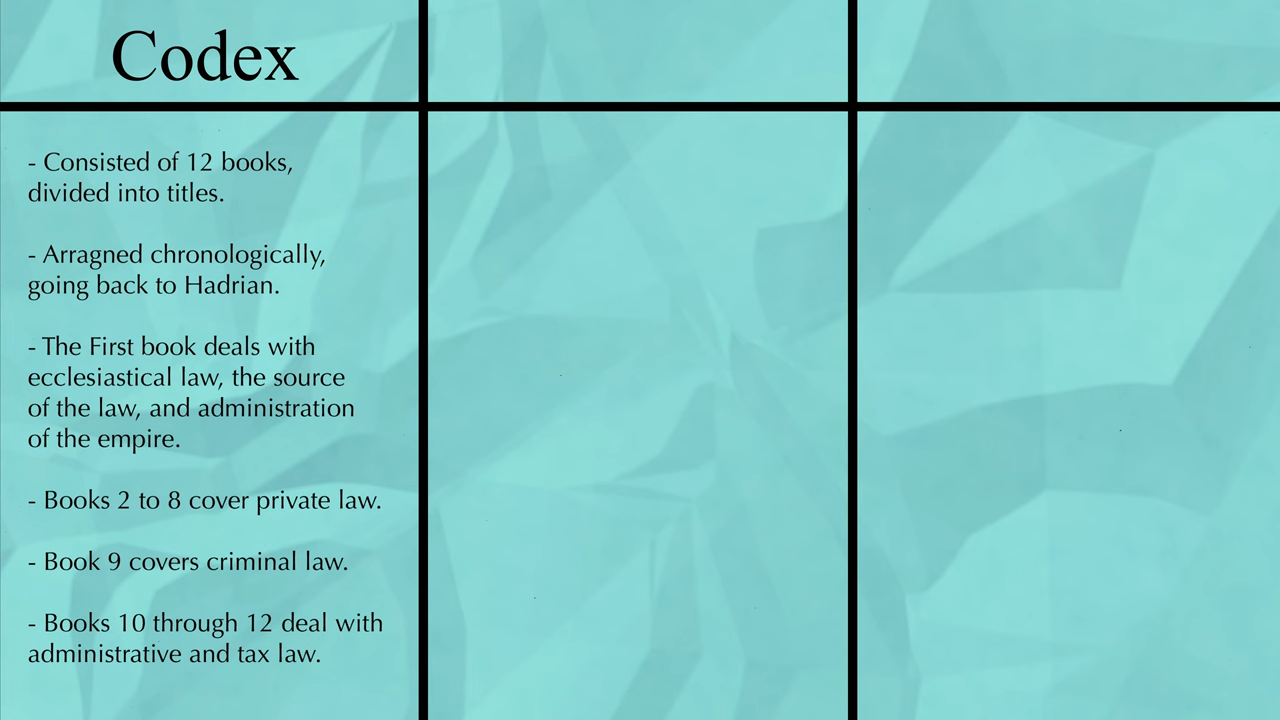 Codex
- Consisted of 12 books,
divided into titles.
- Arragned chronologically,
going back to Hadrian.
- The First book deals with
ecclesiastical law, the source
of the law, and administration
of the empire.
- Books 2 to 8 cover private law.
- Book 9 covers criminal law.
- Books 10 through 12 deal with
administrative and tax law.